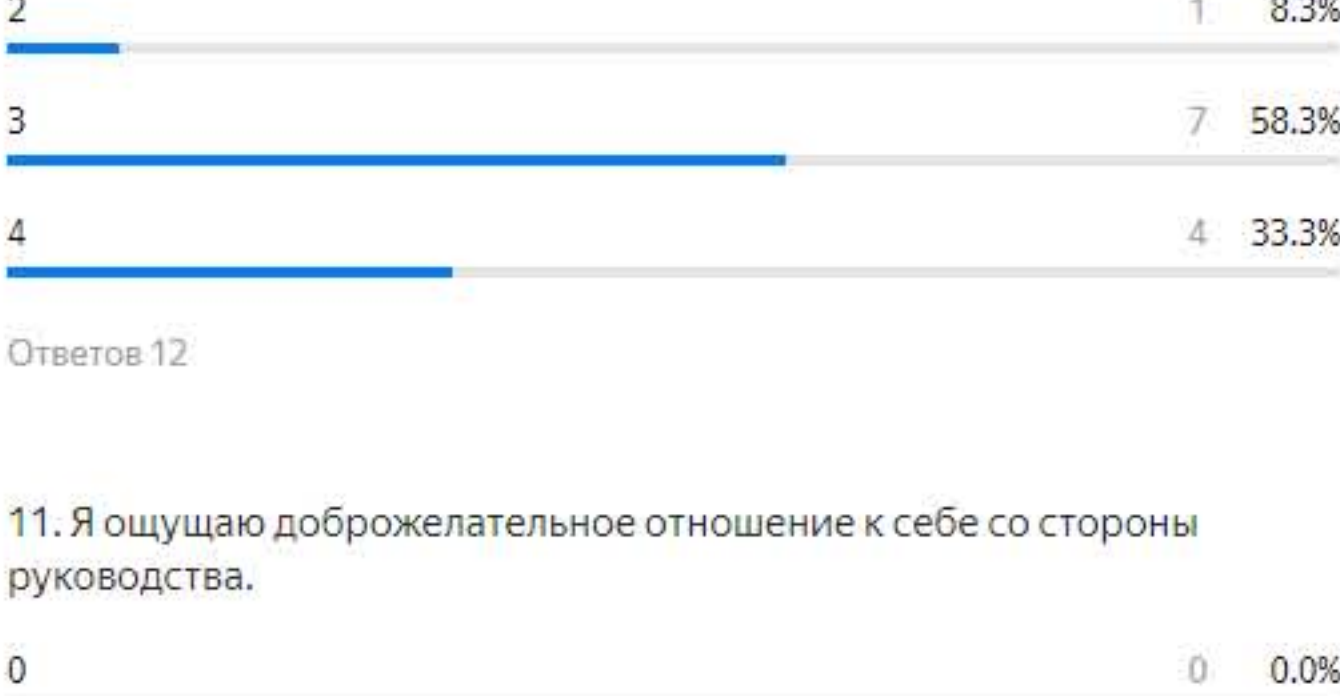 2 1 8.3%
3 7 58.3%
4 4 33.3%
Ответов 12
11. Я ощущаю доброжелательное отношение к себе со стороны
руководства.
0 0 0.0%